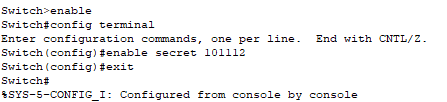 Switch>enable
Switch#config terminal
Enter configuration commands, one per line.  End with CNTL/Z.
Switch(config)#enable secret 101112
Switch(config)#exit
Switch#
%SYS-5-CONFIG_I: Configured from console by console